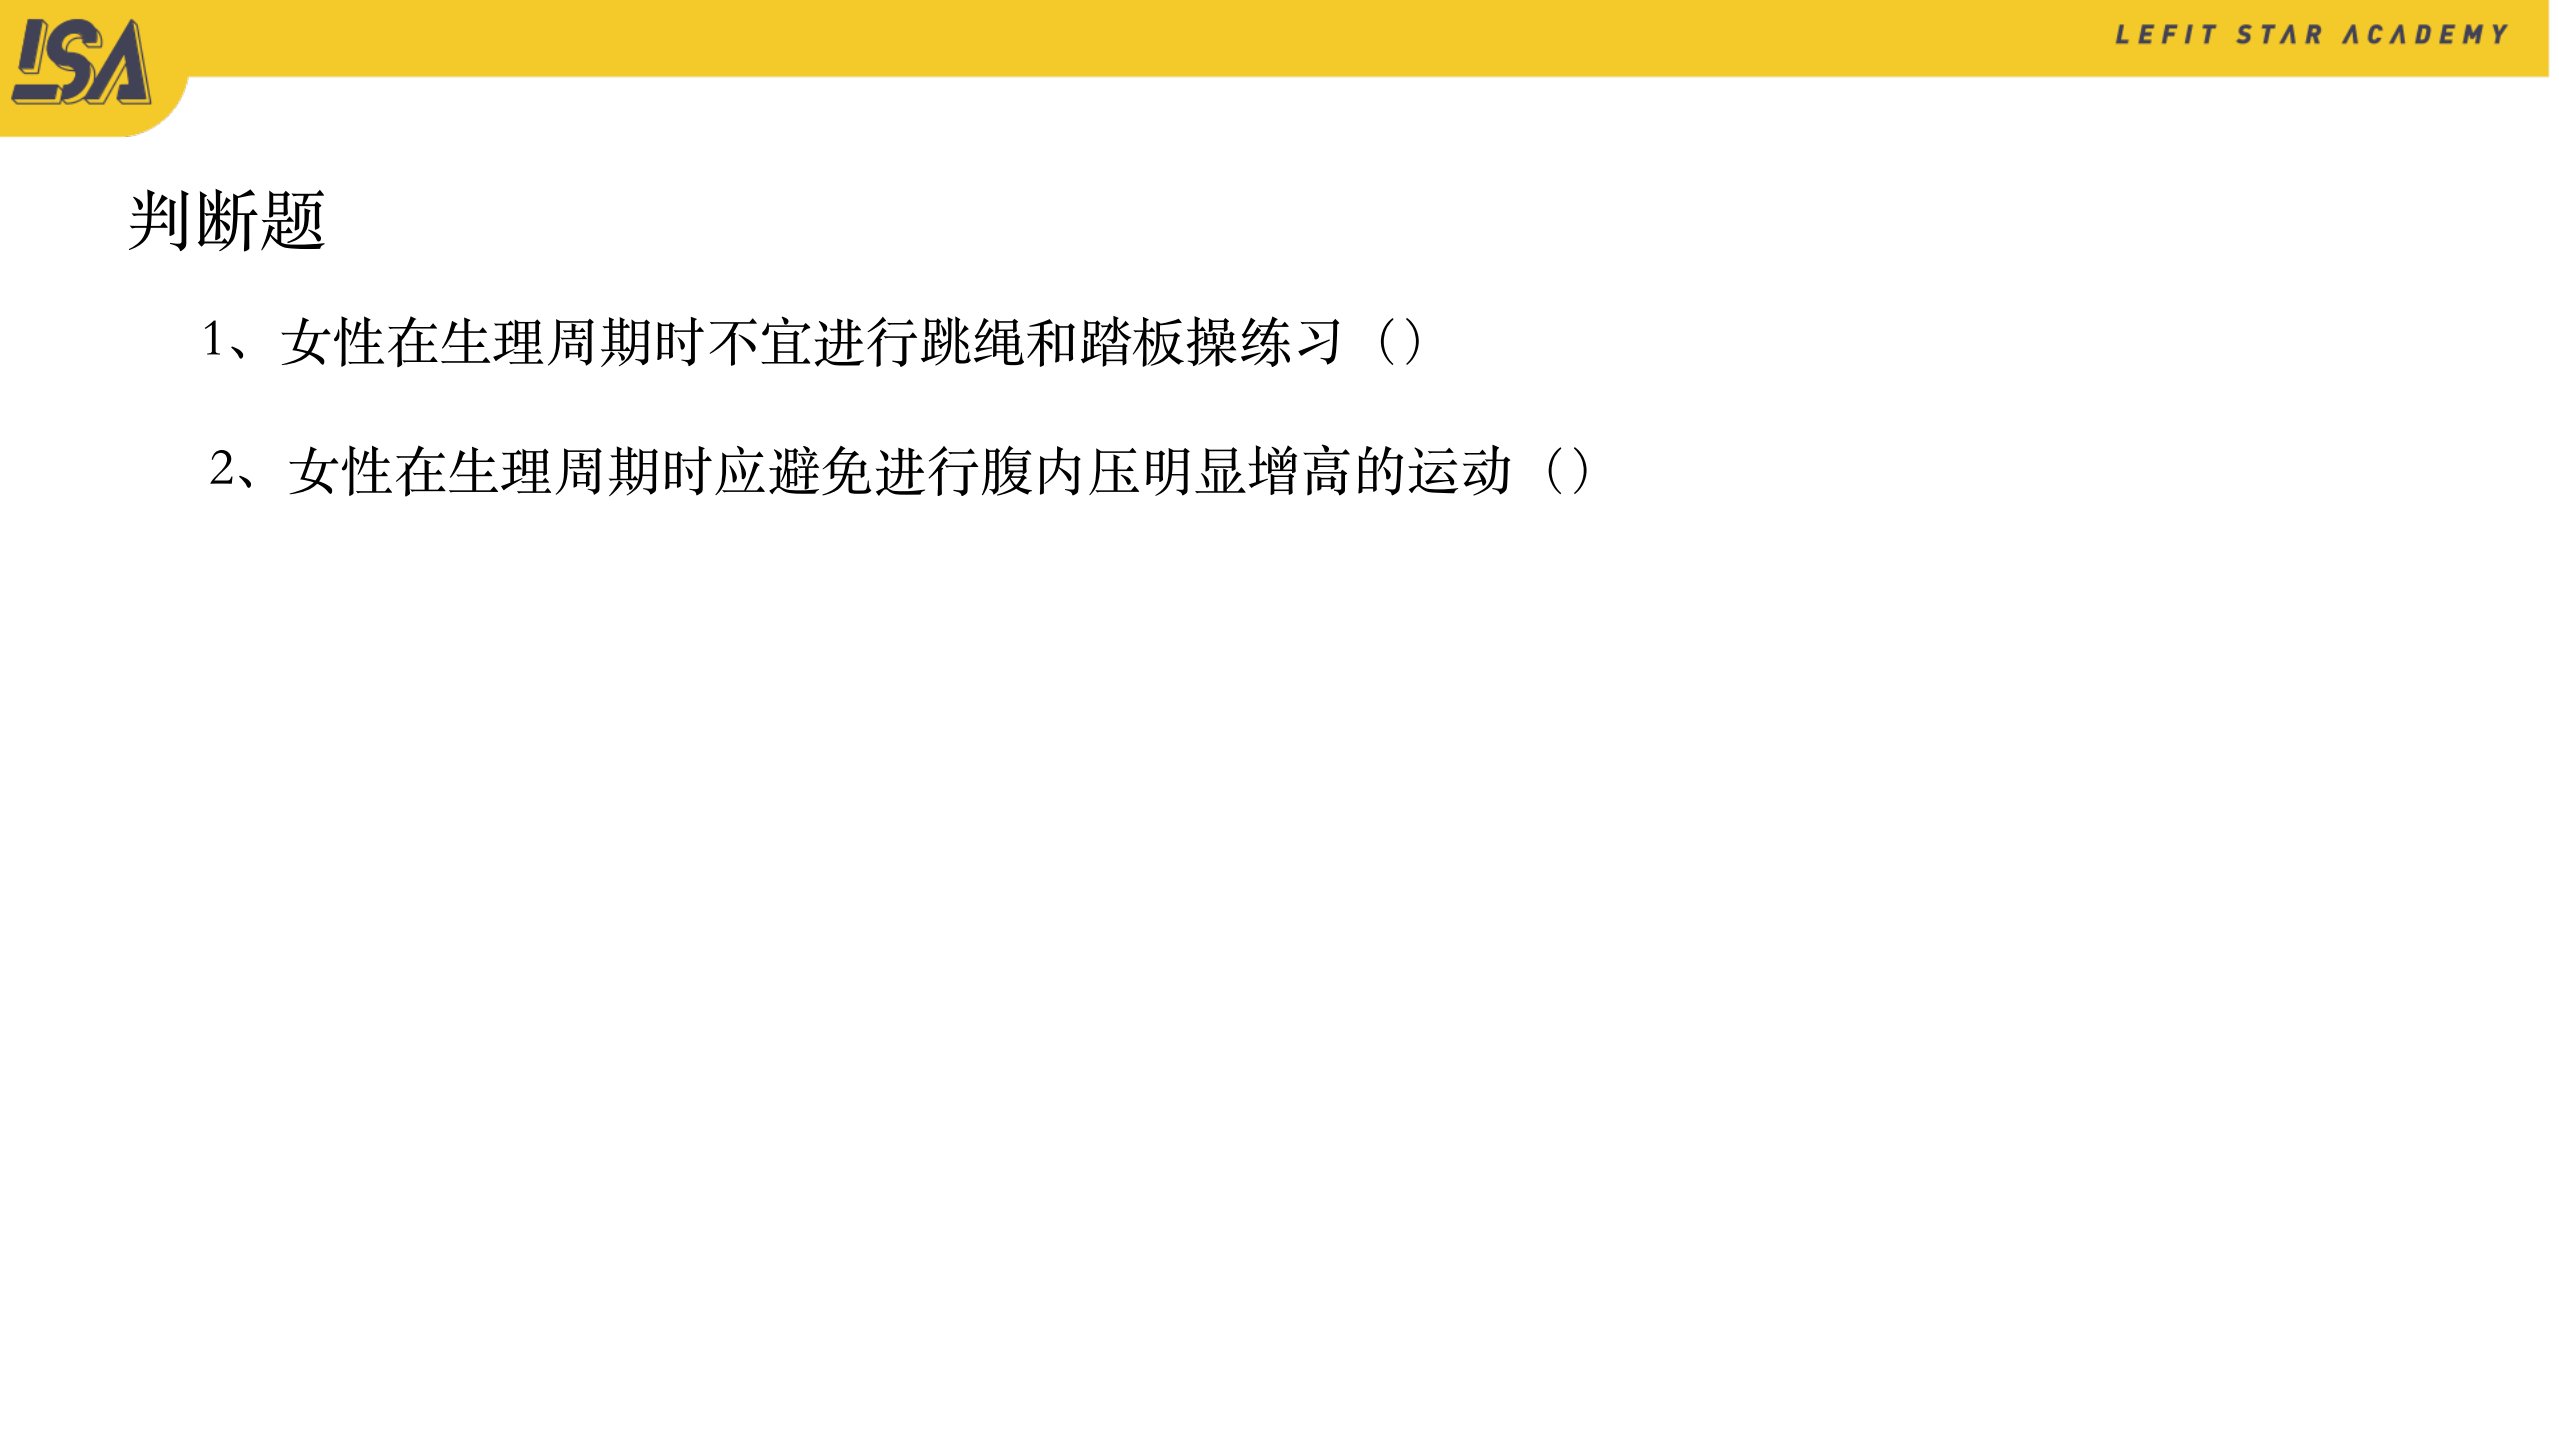 LSA
LEFIT STAR ACADEMY
判断题
1、女性在生理周期时不宜进行跳绳和踏板操练习（）
2、女性在生理周期时应避免进行腹内压明显增高的运动（）